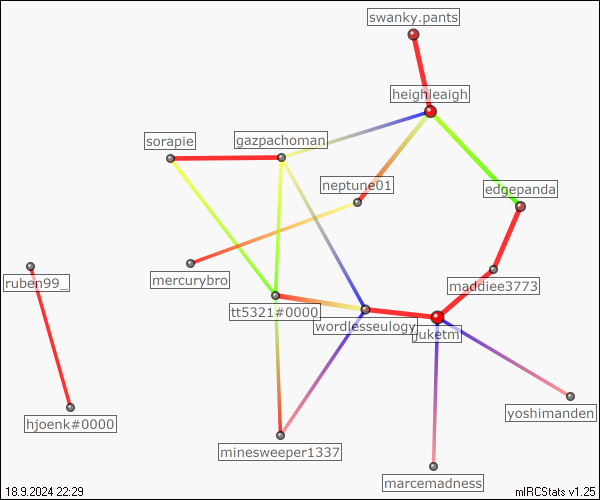 swanky.pants
heighleaigh
sorapie
gazpachoman
neptune01
edgepanda
ruben99_
mercurybro
maddiee3773
tt5321#0000
wordlesseulogy
juketm
hjoenk#0000
yoshimanden
minesweeper1337
marcemadness
18.9.2024 22:29
mIRCStats v1.25